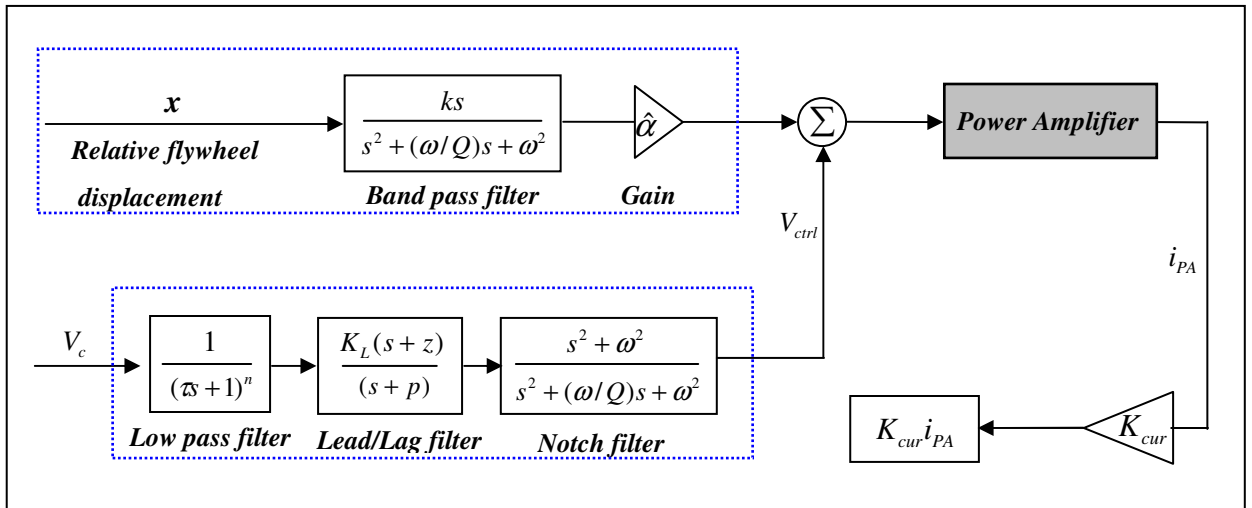 x
Relative flywheel
displacement
ks
s² + (ω/Q)s + ω²
Band pass filter
α̂
Gain
Σ
Power Amplifier
V_ctrl
i_PA
V_c
1
(τs + 1)ⁿ
Low pass filter
K_L(s + z)
(s + p)
Lead/Lag filter
s² + ω²
s² + (ω/Q)s + ω²
Notch filter
K_cur i_PA
K_cur